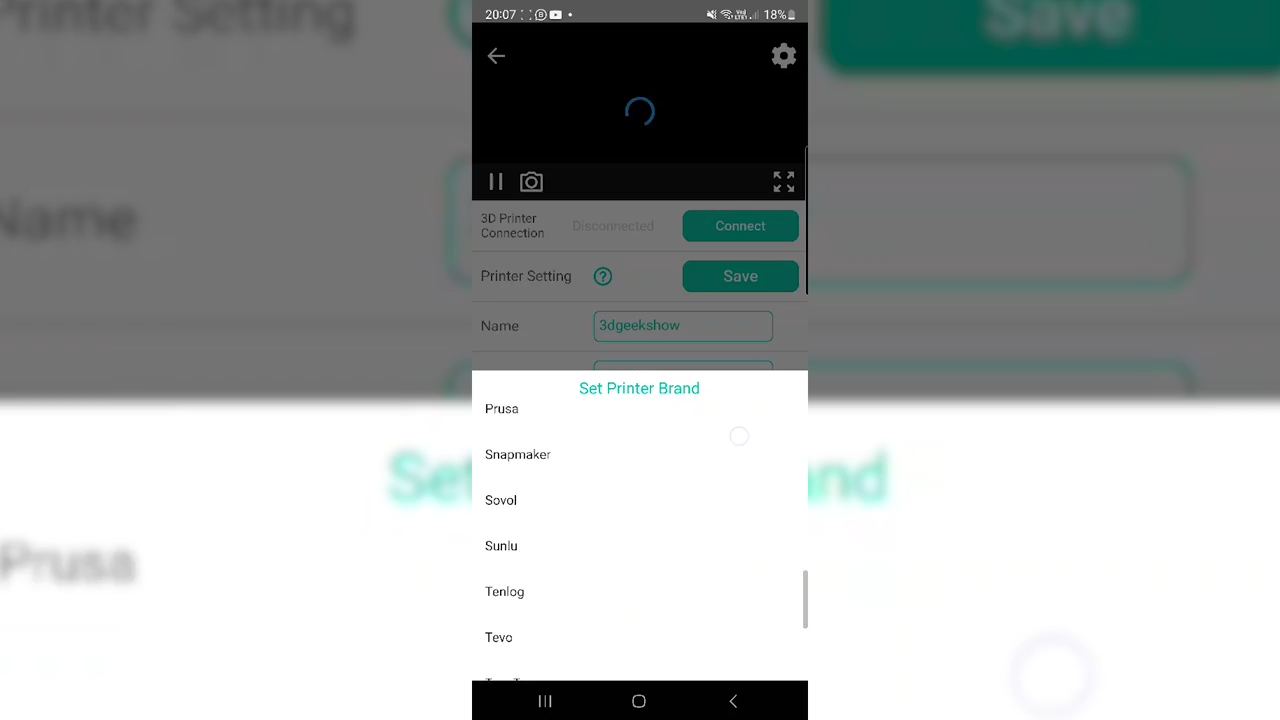 20:07
18%
3D Printer
Connection
Disconnected
Connect
Printer Setting
Save
Name
3dgeekshow
Set Printer Brand
Prusa
Snapmaker
Sovol
Sunlu
Tenlog
Tevo